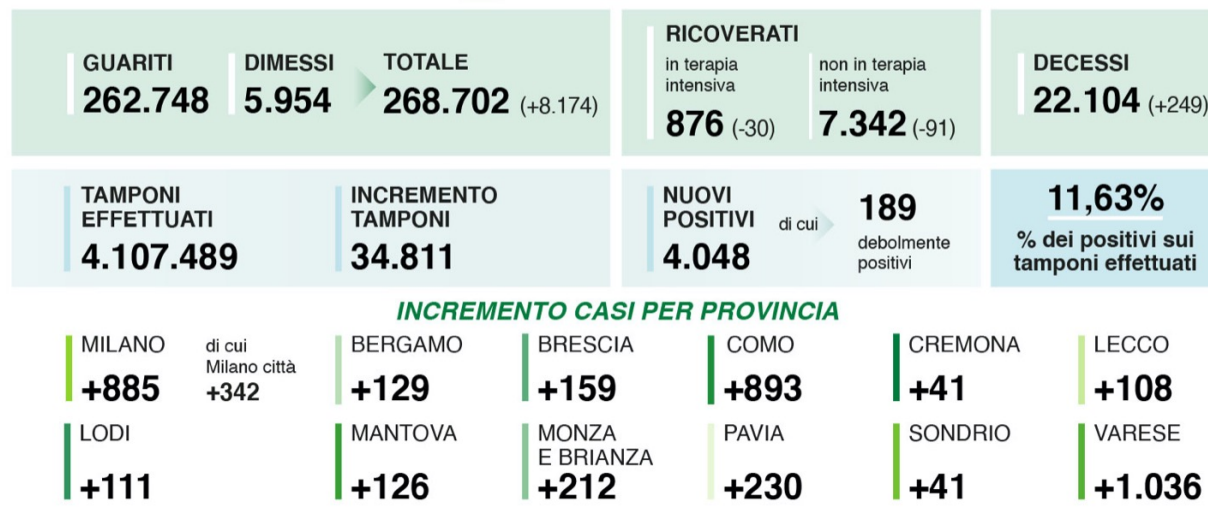 GUARITI
262.748
DIMESSI
5.954
TOTALE
268.702 (+8.174)
RICOVERATI
in terapia
intensiva
876 (-30)
non in terapia
intensiva
7.342 (-91)
DECESSI
22.104 (+249)
TAMPONI
EFFETTUATI
4.107.489
INCREMENTO
TAMPONI
34.811
NUOVI
POSITIVI
4.048
di cui
189
debolmente
positivi
11,63%
% dei positivi sui
tamponi effettuati
INCREMENTO CASI PER PROVINCIA
MILANO
+885
di cui
Milano città
+342
BERGAMO
+129
BRESCIA
+159
COMO
+893
CREMONA
+41
LECCO
+108
LODI
+111
MANTOVA
+126
MONZA
E BRIANZA
+212
PAVIA
+230
SONDRIO
+41
VARESE
+1.036